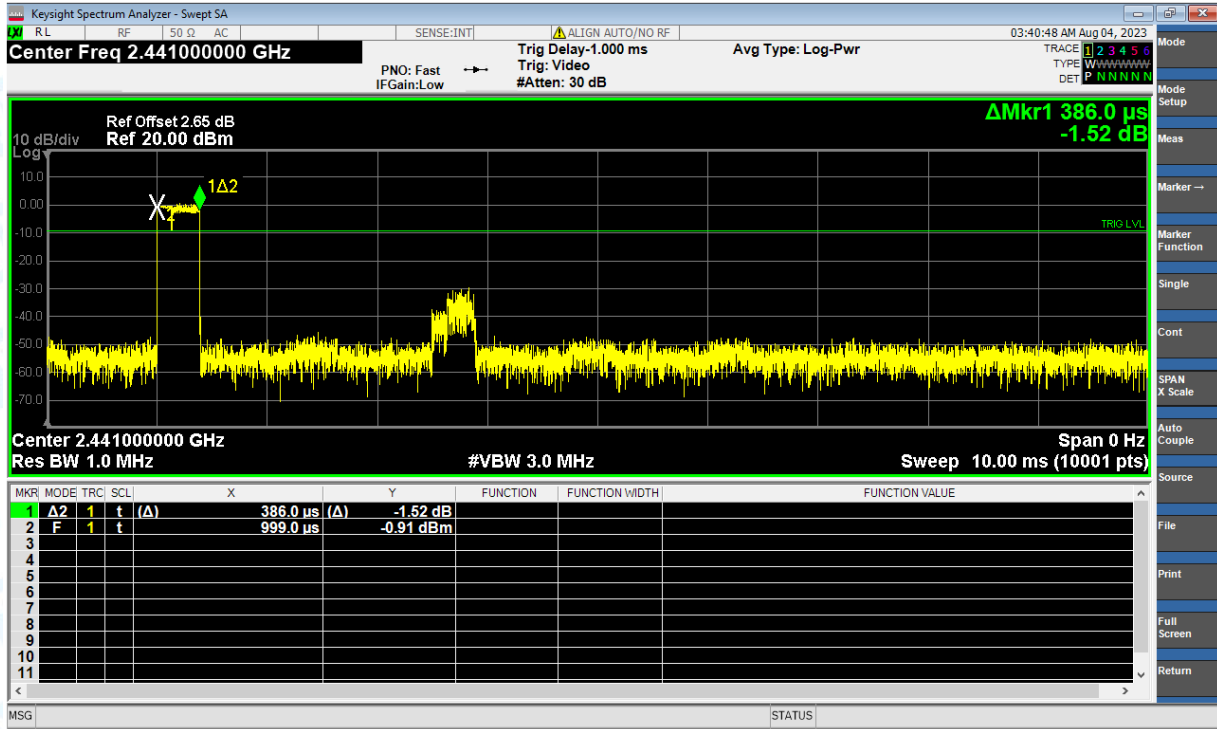 Keysight Spectrum Analyzer - Swept SA
LXI RL RF 50 Ω AC SENSE:INT ALIGN AUTO/NO RF 03:40:48 AM Aug 04, 2023
Center Freq 2.441000000 GHz
PNO: Fast
IFGain:Low
Trig Delay-1.000 ms
Trig: Video
#Atten: 30 dB
Avg Type: Log-Pwr
TRACE 1 2 3 4 5 6
TYPE WWWWWW
DET P N N N N N
ΔMkr1 386.0 µs
-1.52 dB
Ref Offset 2.65 dB
10 dB/div Ref 20.00 dBm
Log
10.0
0.00
-10.0
-20.0
-30.0
-40.0
-50.0
-60.0
-70.0
1Δ2
X2
TRIG LVL
Center 2.441000000 GHz Span 0 Hz
Res BW 1.0 MHz #VBW 3.0 MHz Sweep 10.00 ms (10001 pts)
MKR MODE TRC SCL X Y FUNCTION FUNCTION WIDTH FUNCTION VALUE
1 Δ2 1 t (Δ) 386.0 µs (Δ) -1.52 dB
2 F 1 t 999.0 µs -0.91 dBm
3
4
5
6
7
8
9
10
11
MSG STATUS
Mode
Mode
Setup
Meas
Marker→
Marker
Function
Single
Cont
SPAN
X Scale
Auto
Couple
Source
File
Print
Full
Screen
Return